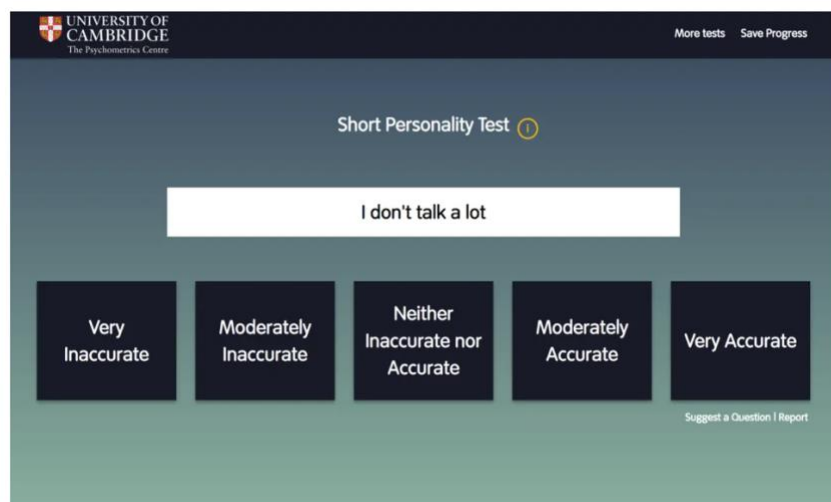 UNIVERSITY OF
CAMBRIDGE
The Psychometrics Centre
More tests Save Progress
Short Personality Test
I don't talk a lot
Very
Inaccurate
Moderately
Inaccurate
Neither
Inaccurate nor
Accurate
Moderately
Accurate
Very Accurate
Suggest a Question | Report